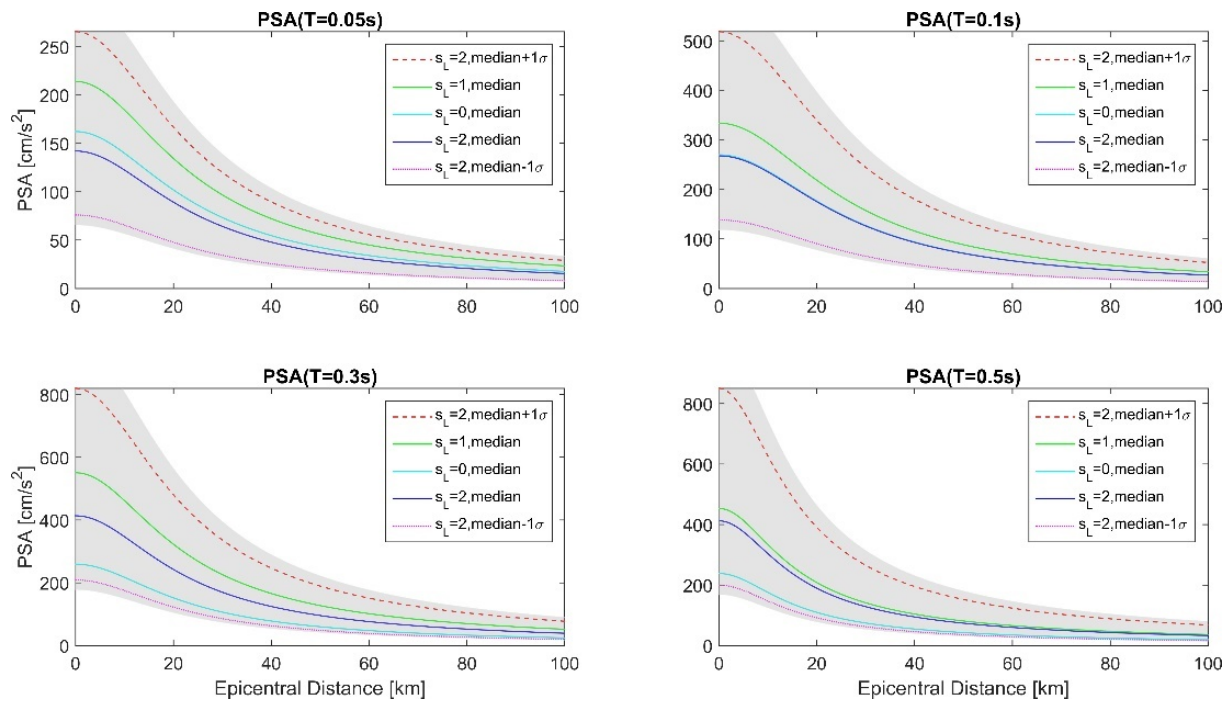 PSA(T=0.05s)
PSA [cm/s²]
250
200
150
100
50
0
0 20 40 60 80 100
s_L=2,median+1σ
s_L=1,median
s_L=0,median
s_L=2,median
s_L=2,median-1σ
PSA(T=0.1s)
500
400
300
200
100
0
0 20 40 60 80 100
s_L=2,median+1σ
s_L=1,median
s_L=0,median
s_L=2,median
s_L=2,median-1σ
PSA(T=0.3s)
PSA [cm/s²]
800
600
400
200
0
0 20 40 60 80 100
Epicentral Distance [km]
s_L=2,median+1σ
s_L=1,median
s_L=0,median
s_L=2,median
s_L=2,median-1σ
PSA(T=0.5s)
800
600
400
200
0
0 20 40 60 80 100
Epicentral Distance [km]
s_L=2,median+1σ
s_L=1,median
s_L=0,median
s_L=2,median
s_L=2,median-1σ